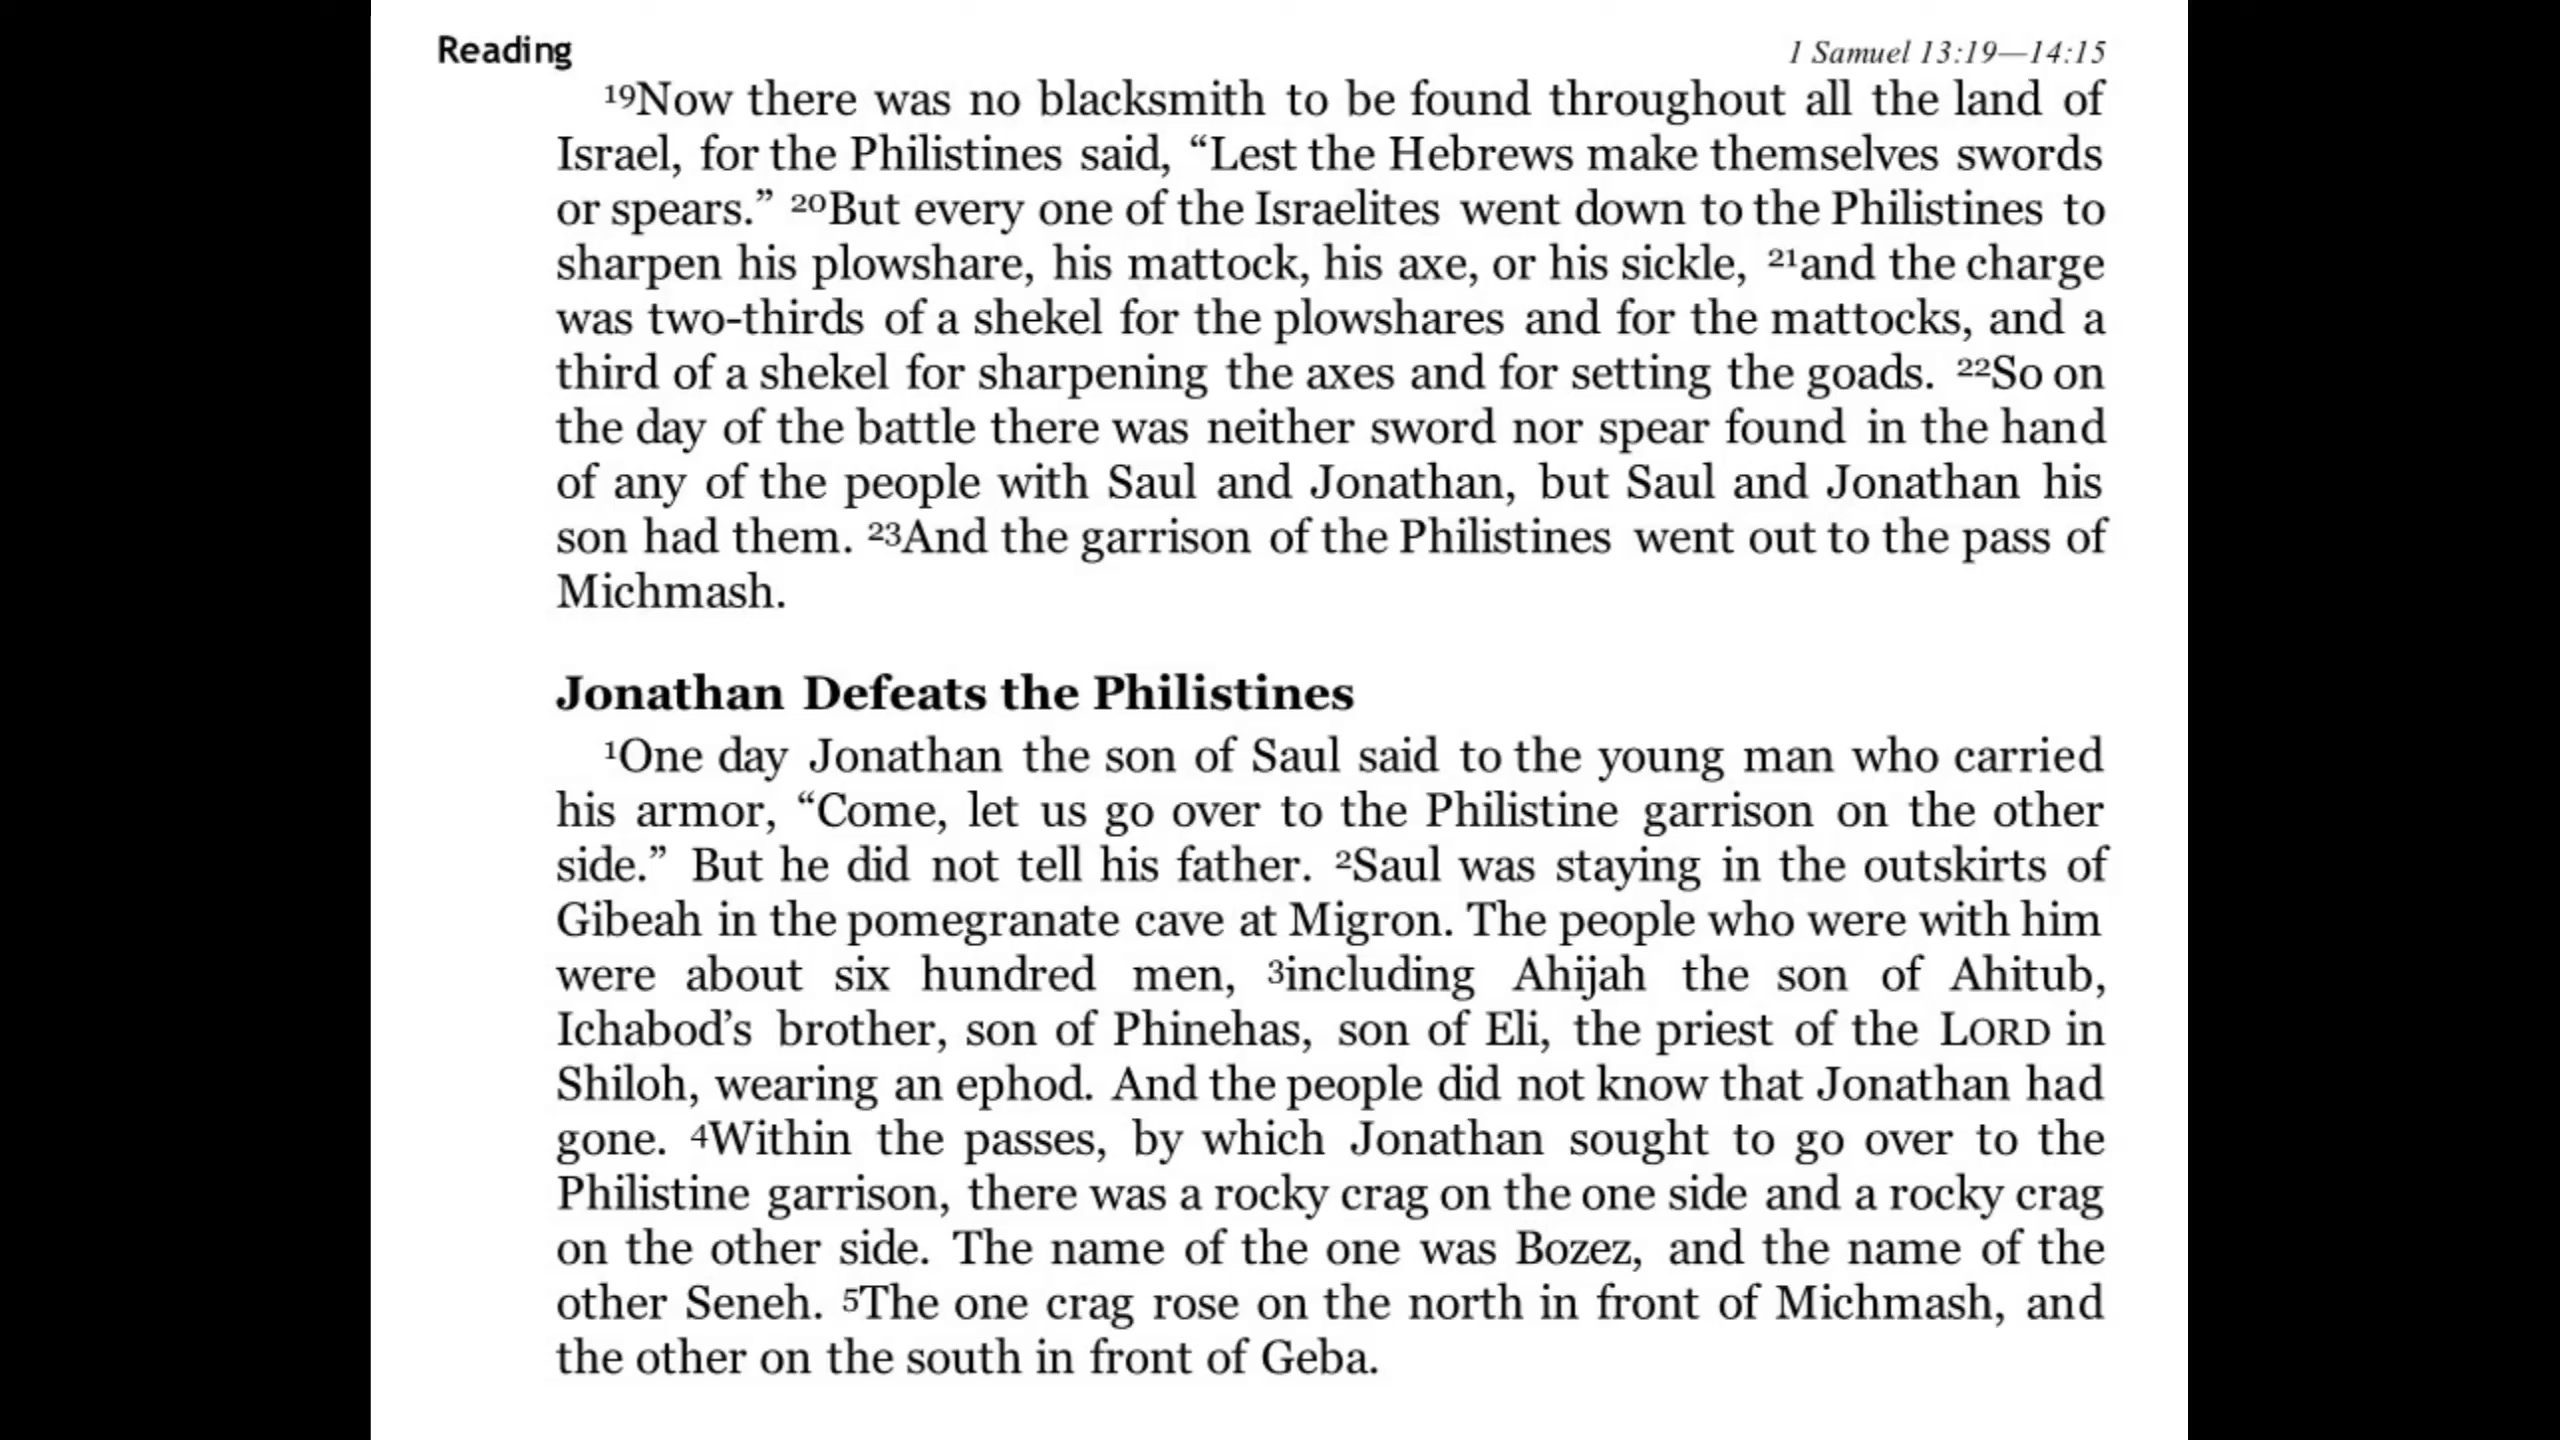 Reading
1 Samuel 13:19—14:15
19Now there was no blacksmith to be found throughout all the land of
Israel, for the Philistines said, “Lest the Hebrews make themselves swords
or spears.” 20But every one of the Israelites went down to the Philistines to
sharpen his plowshare, his mattock, his axe, or his sickle, 21and the charge
was two-thirds of a shekel for the plowshares and for the mattocks, and a
third of a shekel for sharpening the axes and for setting the goads. 22So on
the day of the battle there was neither sword nor spear found in the hand
of any of the people with Saul and Jonathan, but Saul and Jonathan his
son had them. 23And the garrison of the Philistines went out to the pass of
Michmash.
Jonathan Defeats the Philistines
1One day Jonathan the son of Saul said to the young man who carried
his armor, “Come, let us go over to the Philistine garrison on the other
side.” But he did not tell his father. 2Saul was staying in the outskirts of
Gibeah in the pomegranate cave at Migron. The people who were with him
were about six hundred men, 3including Ahijah the son of Ahitub,
Ichabod’s brother, son of Phinehas, son of Eli, the priest of the LORD in
Shiloh, wearing an ephod. And the people did not know that Jonathan had
gone. 4Within the passes, by which Jonathan sought to go over to the
Philistine garrison, there was a rocky crag on the one side and a rocky crag
on the other side. The name of the one was Bozez, and the name of the
other Seneh. 5The one crag rose on the north in front of Michmash, and
the other on the south in front of Geba.